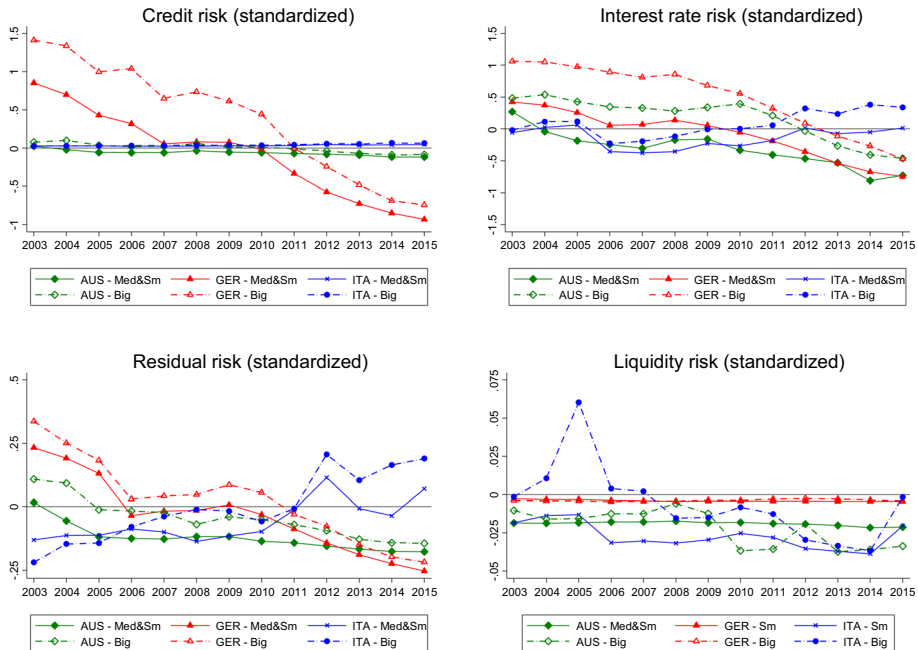 Credit risk (standardized)
1.5
1
.5
0
-.5
-1
2003 2004 2005 2006 2007 2008 2009 2010 2011 2012 2013 2014 2015
AUS - Med&Sm GER - Med&Sm ITA - Med&Sm
AUS - Big GER - Big ITA - Big
Interest rate risk (standardized)
1.5
1
.5
0
-.5
-1
-1.5
2003 2004 2005 2006 2007 2008 2009 2010 2011 2012 2013 2014 2015
AUS - Med&Sm GER - Med&Sm ITA - Med&Sm
AUS - Big GER - Big ITA - Big
Residual risk (standardized)
.5
.25
0
-.25
2003 2004 2005 2006 2007 2008 2009 2010 2011 2012 2013 2014 2015
AUS - Med&Sm GER - Med&Sm ITA - Med&Sm
AUS - Big GER - Big ITA - Big
Liquidity risk (standardized)
.075
.05
.025
0
-.025
-.05
2003 2004 2005 2006 2007 2008 2009 2010 2011 2012 2013 2014 2015
AUS - Med&Sm GER - Sm ITA - Sm
AUS - Big GER - Big ITA - Big